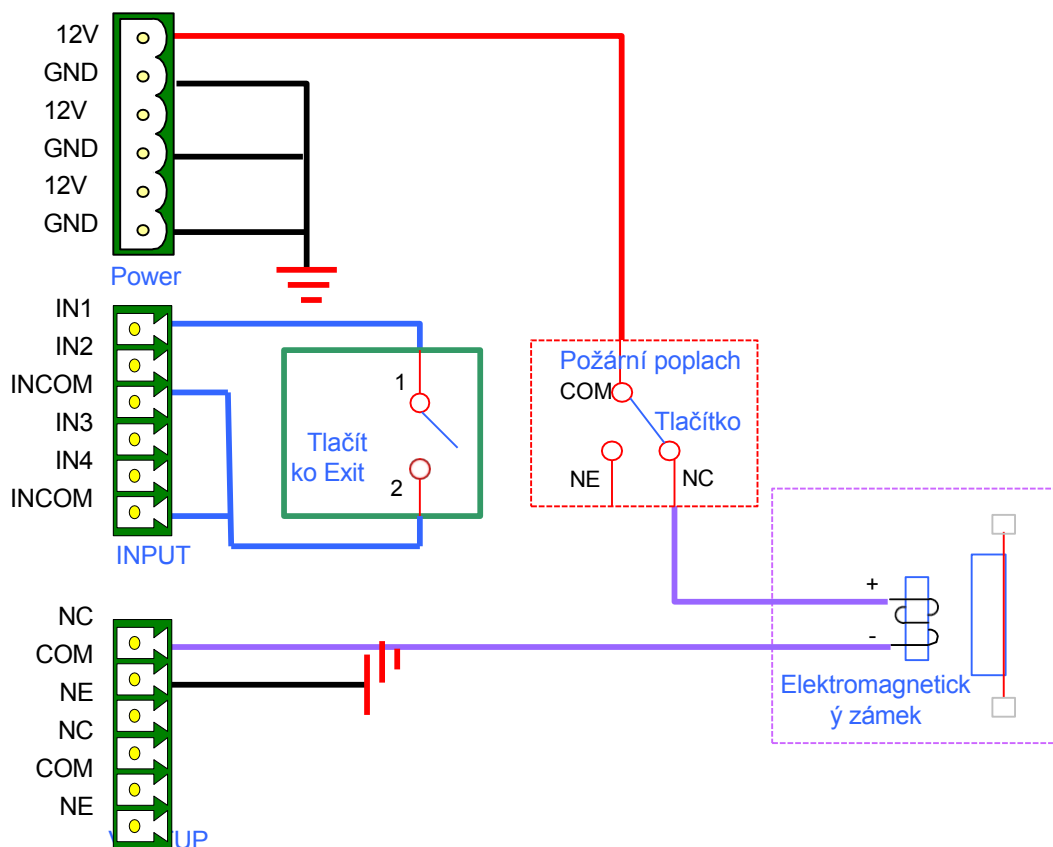 12V
GND
12V
GND
12V
GND
Power
IN1
IN2
INCOM
IN3
IN4
INCOM
INPUT
1
Tlačít
ko Exit
2
Požární poplach
COM
Tlačítko
NE
NC
+
-
Elektromagnetick
ý zámek
NC
COM
NE
NC
COM
NE